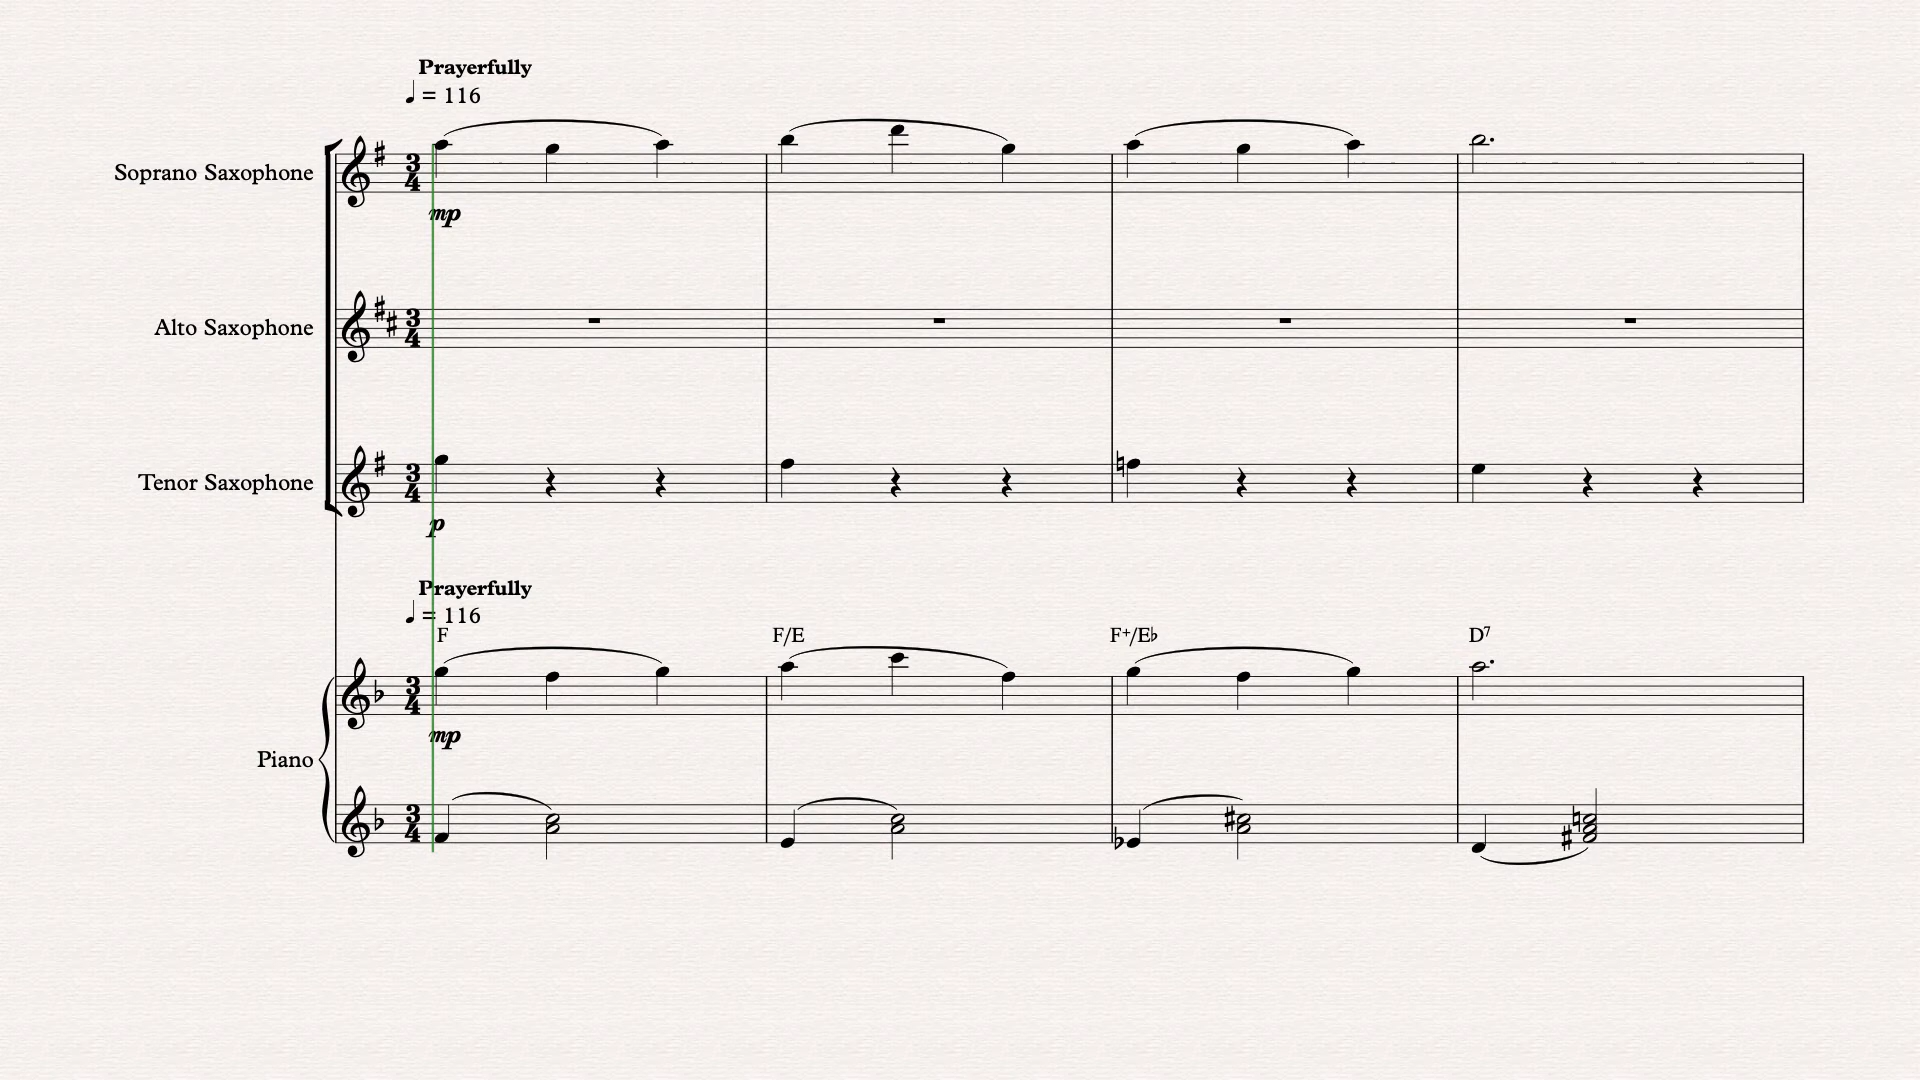 Prayerfully
♩ = 116
Soprano Saxophone
3
4
mp
Alto Saxophone
3
4
Tenor Saxophone
3
4
p
Prayerfully
♩ = 116
F F/E F+/E♭ D7
3
4
mp
Piano
3
4